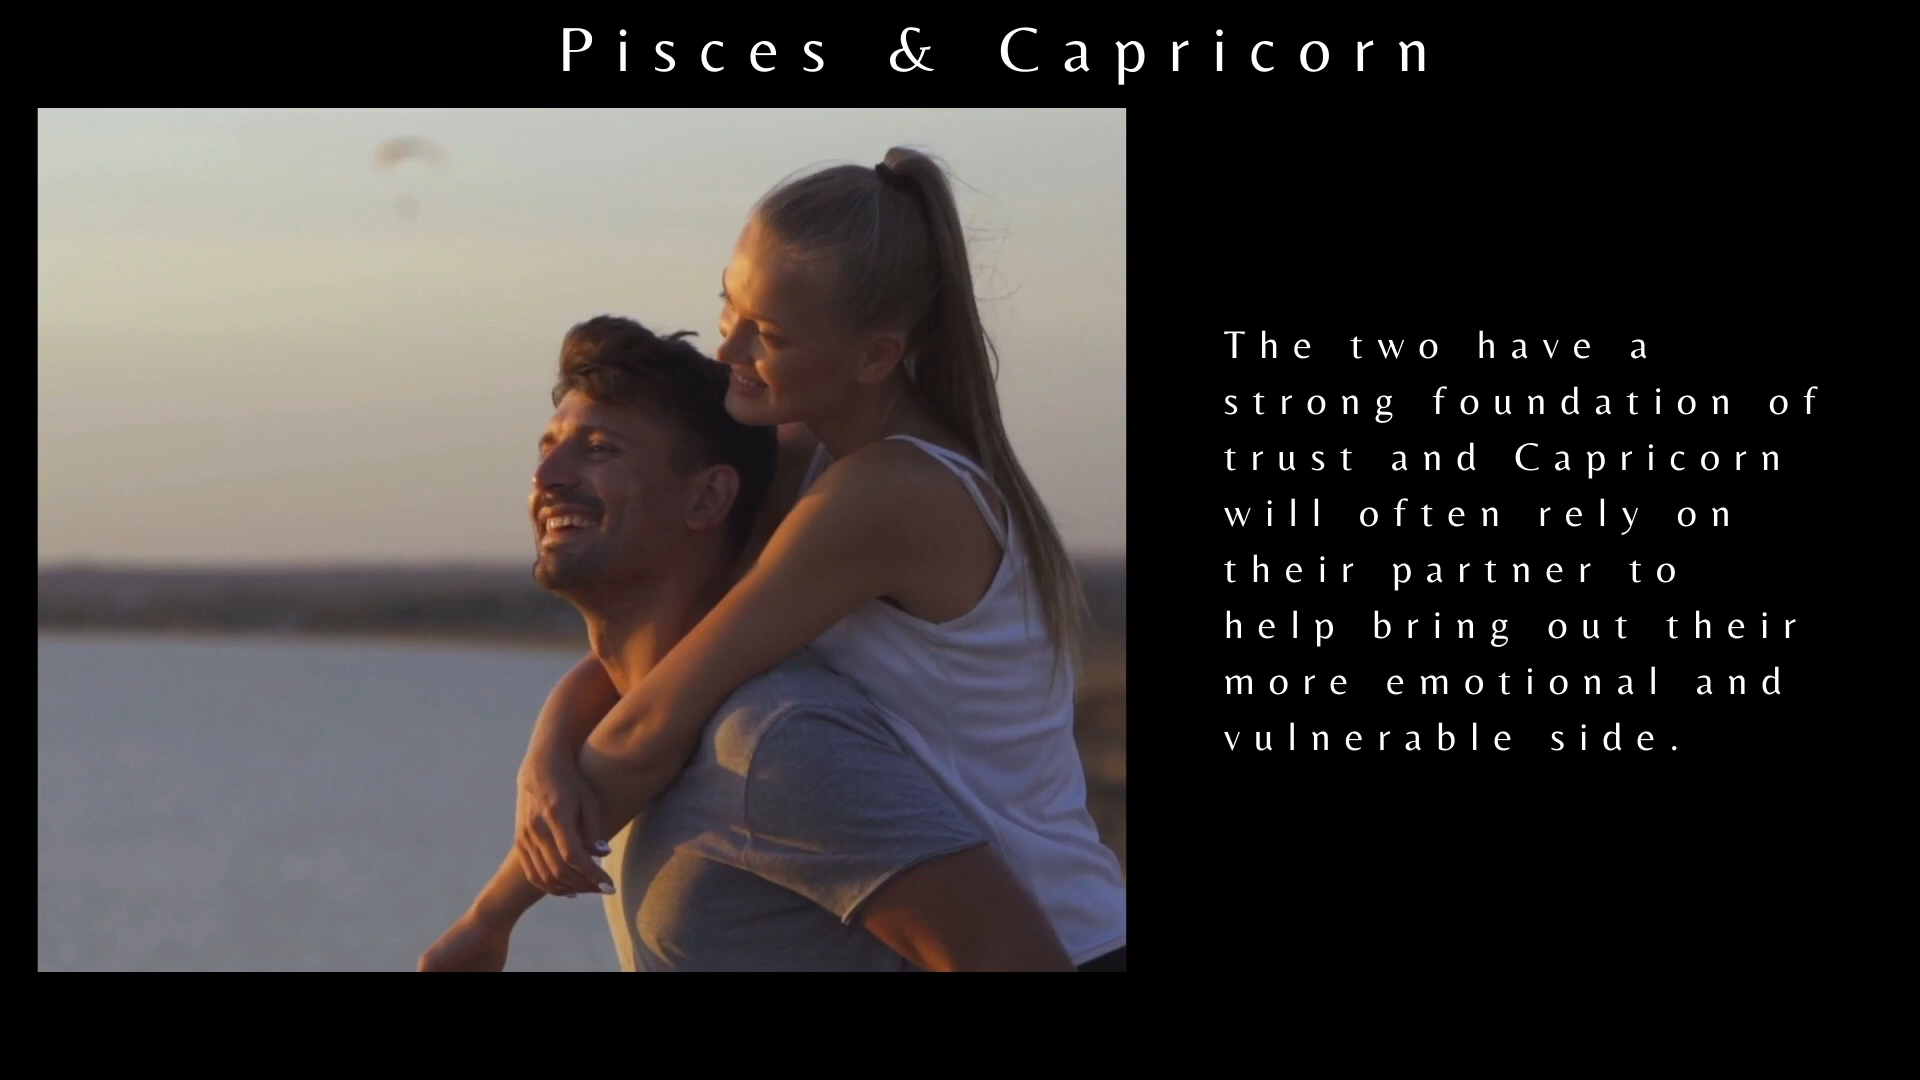 Pisces & Capricorn
The two have a
strong foundation of
trust and Capricorn
will often rely on
their partner to
help bring out their
more emotional and
vulnerable side.